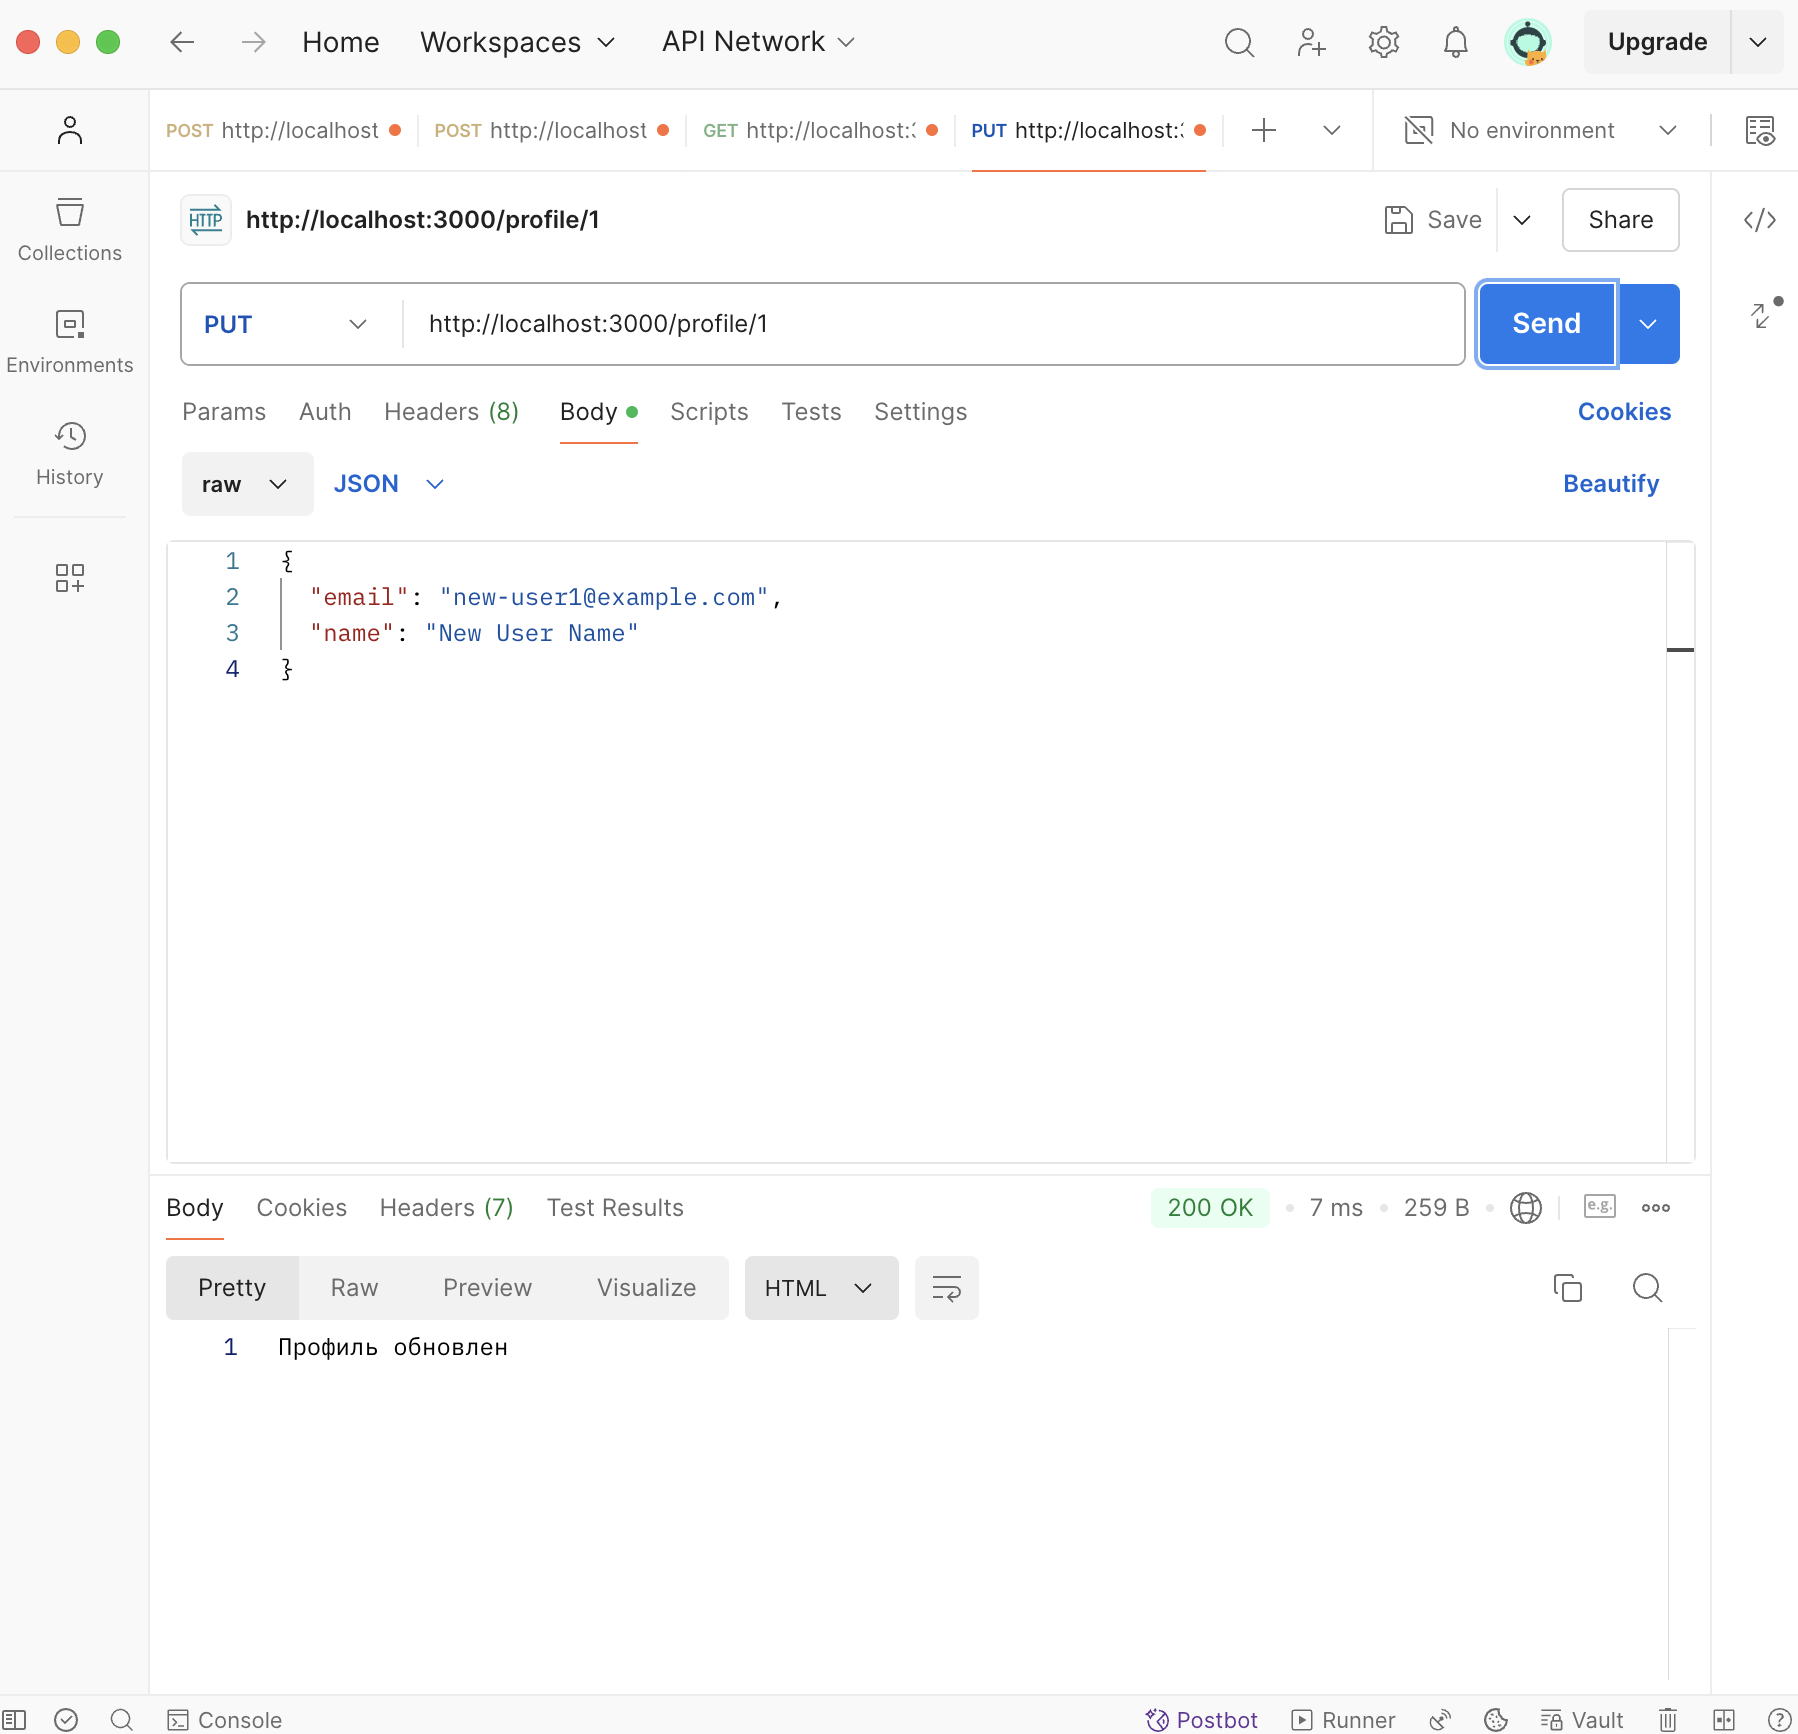 Home Workspaces API Network Upgrade
POST http://localhost POST http://localhost GET http://localhost: PUT http://localhost: No environment
HTTP http://localhost:3000/profile/1 Save Share
Collections
PUT http://localhost:3000/profile/1 Send
Environments
Params Auth Headers (8) Body Scripts Tests Settings Cookies
History
raw JSON Beautify
1 {
2 "email": "new-user1@example.com",
3 "name": "New User Name"
4 }
Body Cookies Headers (7) Test Results 200 OK • 7 ms • 259 B • e.g.
Pretty Raw Preview Visualize HTML
1 Профиль обновлен
Console Postbot Runner Vault